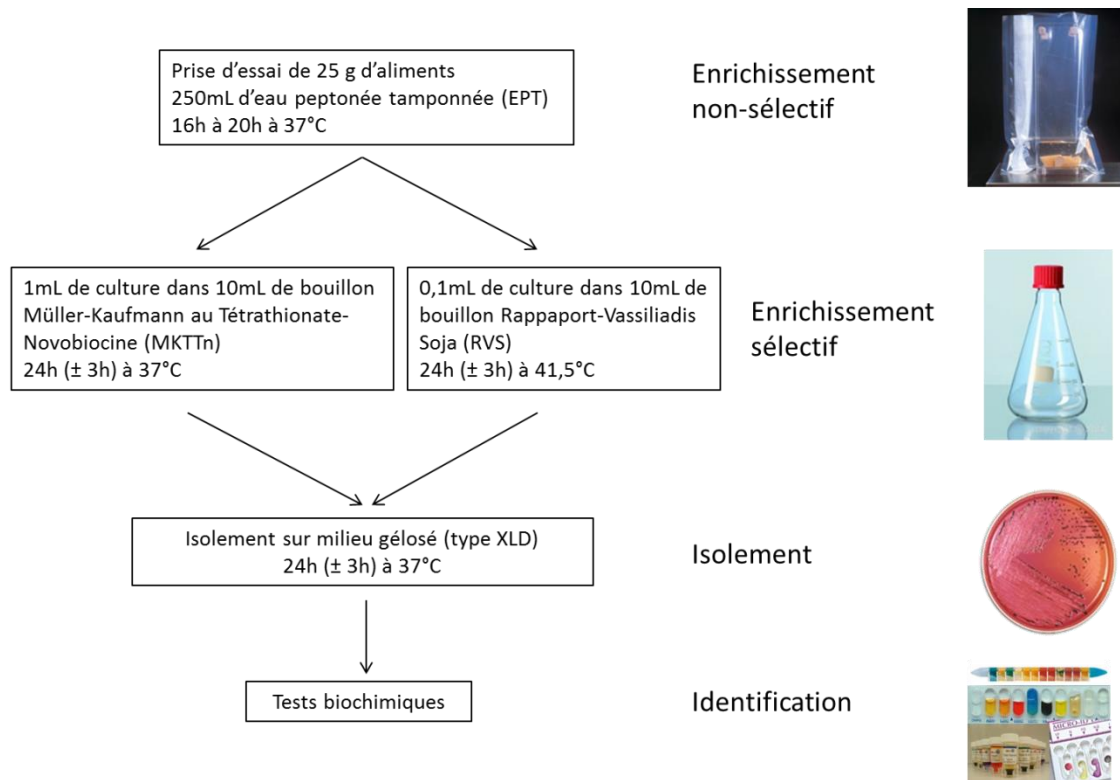 Prise d'essai de 25 g d'aliments
250mL d'eau peptonée tamponnée (EPT)
16h à 20h à 37°C
Enrichissement
non-sélectif
1mL de culture dans 10mL de bouillon
Müller-Kaufmann au Tétrathionate-
Novobiocine (MKTTn)
24h (± 3h) à 37°C
0,1mL de culture dans 10mL de
bouillon Rappaport-Vassiliadis
Soja (RVS)
24h (± 3h) à 41,5°C
Enrichissement
sélectif
Isolement sur milieu gélosé (type XLD)
24h (± 3h) à 37°C
Isolement
Tests biochimiques
Identification